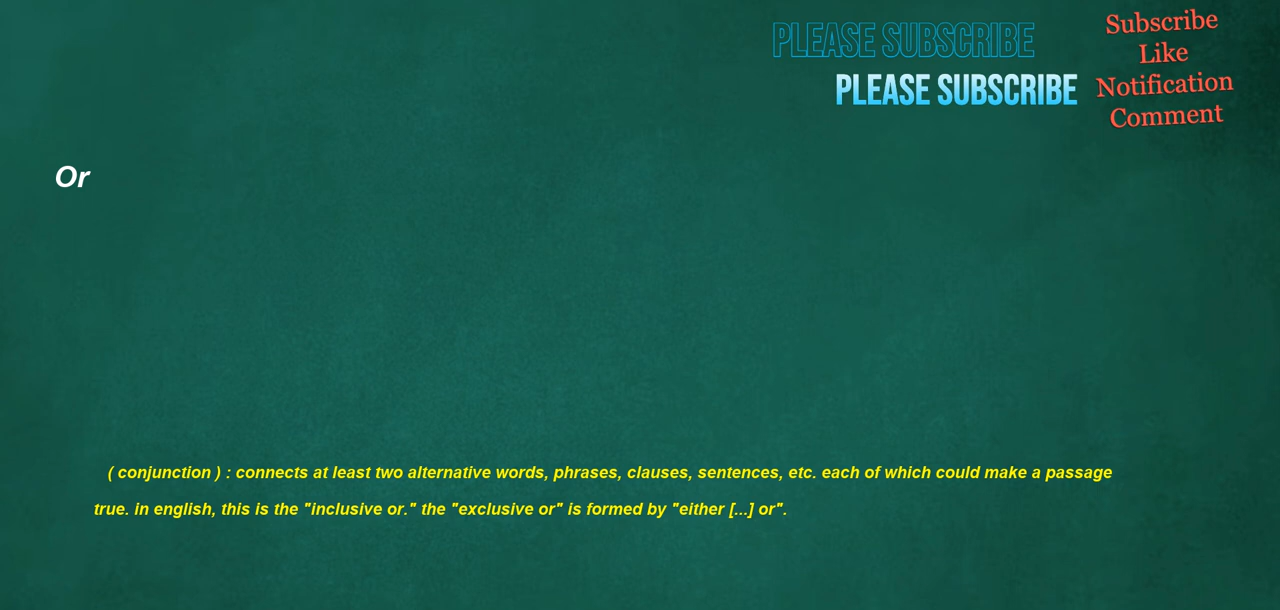 PLEASE SUBSCRIBE
PLEASE SUBSCRIBE
Subscribe
Like
Notification
Comment
Or
( conjunction ) : connects at least two alternative words, phrases, clauses, sentences, etc. each of which could make a passage
true. in english, this is the "inclusive or." the "exclusive or" is formed by "either [...] or".